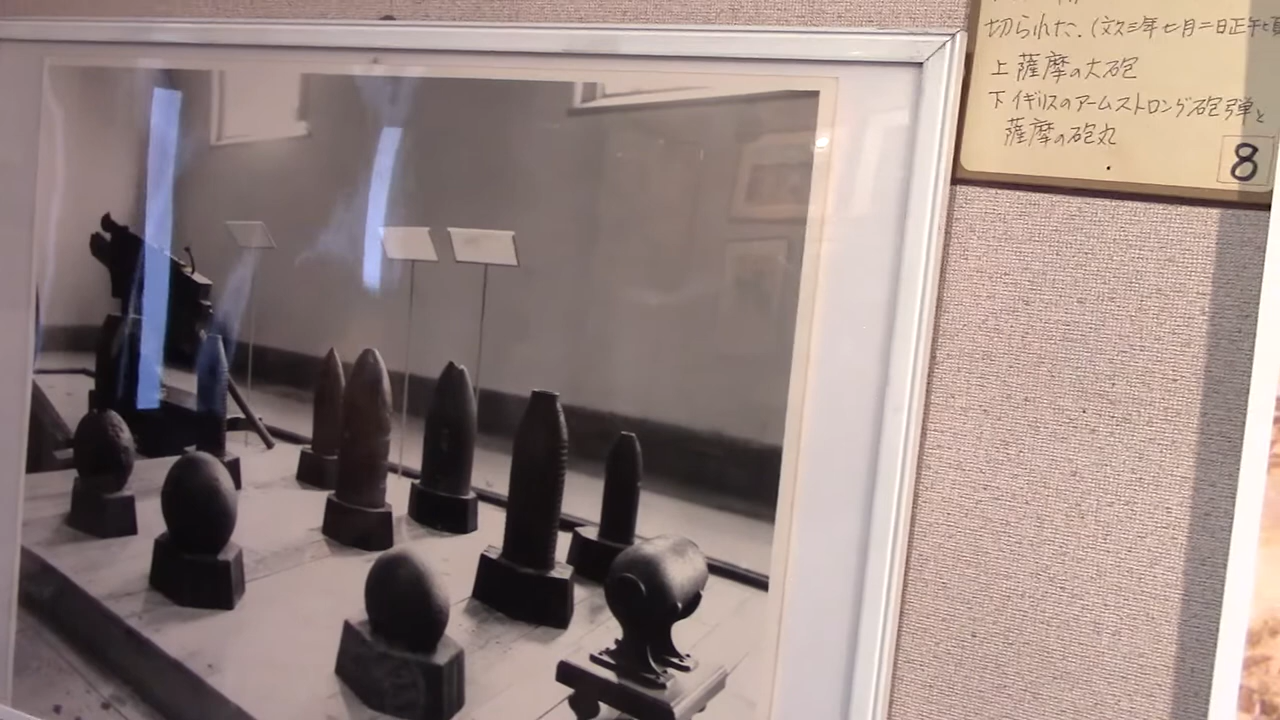 切られた.(文久三年七月二日正午頃
上 薩摩の大砲
下 イギリスのアームストロング砲弾と
薩摩の砲丸
8